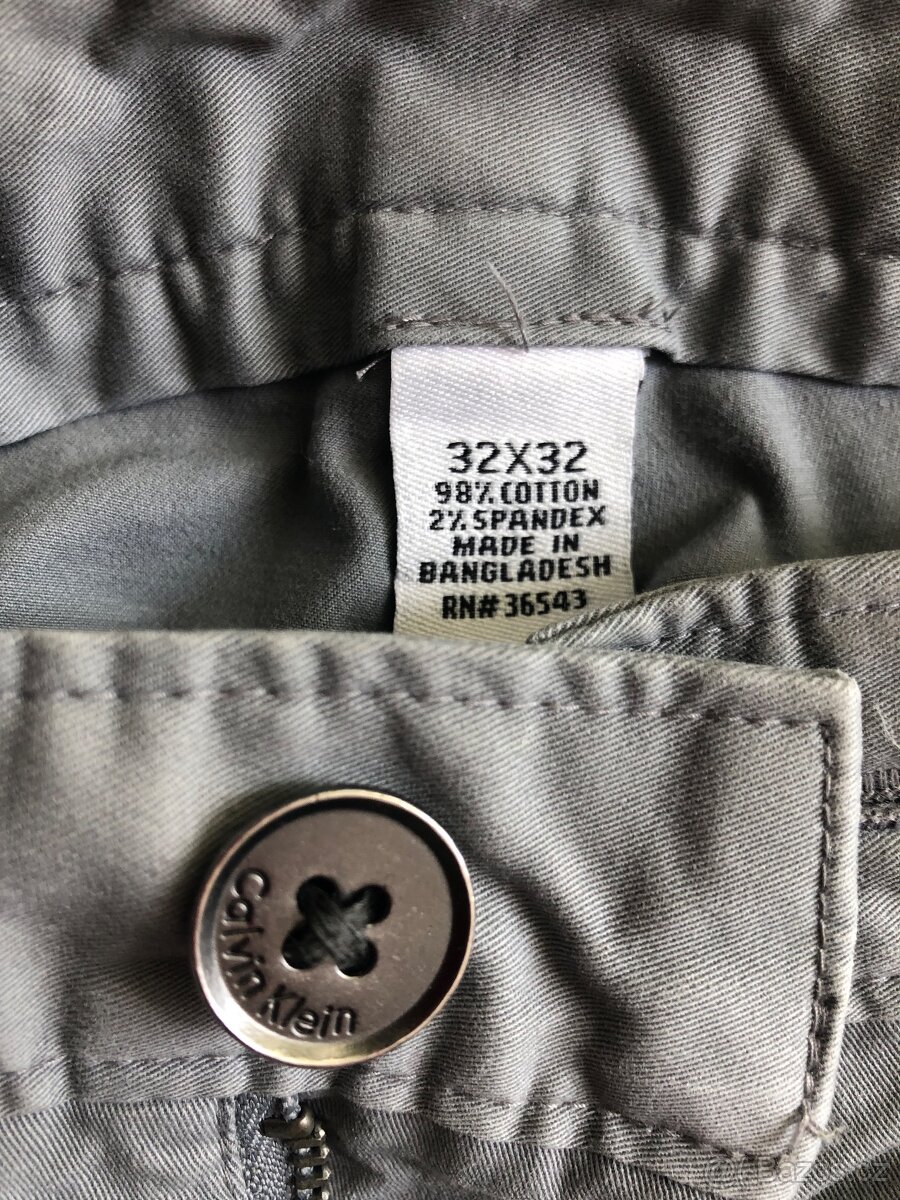 32X32
98% COTTON
2% SPANDEX
MADE IN
BANGLADESH
RN# 36543
Calvin Klein